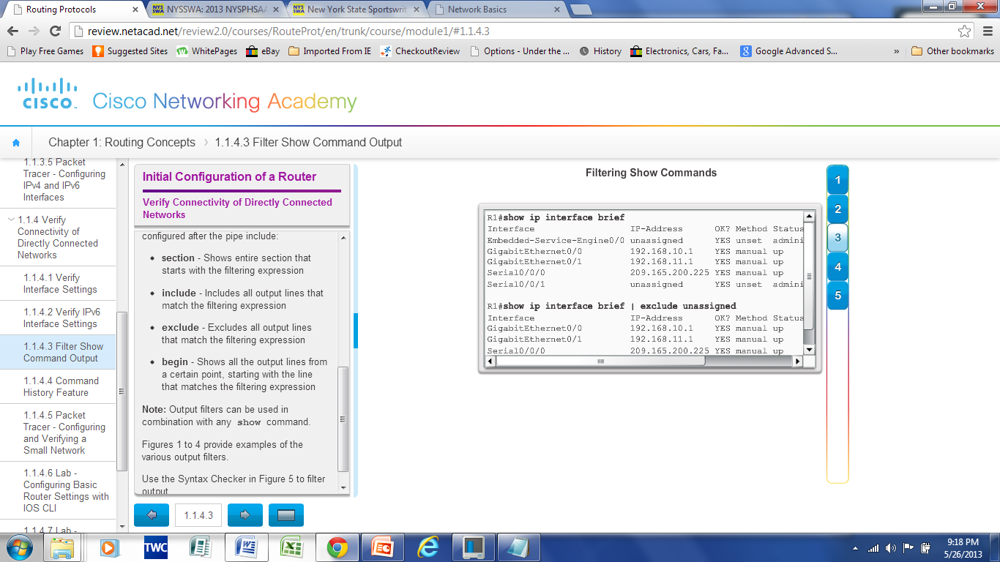 Routing Protocols
NYSSWA: 2013 NYSPHSAA
New York State Sportswrit
Network Basics
review.netacad.net/review2.0/courses/RouteProt/en/trunk/course/module1/#1.1.4.3
Play Free Games
Suggested Sites
WhitePages
eBay
Imported From IE
CheckoutReview
Options - Under the ...
History
Electronics, Cars, Fa...
Google Advanced S...
»
Other bookmarks
CISCO
Cisco Networking Academy
Chapter 1: Routing Concepts
1.1.4.3 Filter Show Command Output
1.1.3.5 Packet
Tracer - Configuring
IPv4 and IPv6
Interfaces
1.1.4 Verify
Connectivity of
Directly Connected
Networks
1.1.4.1 Verify
Interface Settings
1.1.4.2 Verify IPv6
Interface Settings
1.1.4.3 Filter Show
Command Output
1.1.4.4 Command
History Feature
1.1.4.5 Packet
Tracer - Configuring
and Verifying a
Small Network
1.1.4.6 Lab -
Configuring Basic
Router Settings with
IOS CLI
1.1.4.7 Lab -
Initial Configuration of a Router
Verify Connectivity of Directly Connected
Networks
configured after the pipe include:
• section - Shows entire section that
starts with the filtering expression
• include - Includes all output lines that
match the filtering expression
• exclude - Excludes all output lines
that match the filtering expression
• begin - Shows all the output lines from
a certain point, starting with the line
that matches the filtering expression
Note: Output filters can be used in
combination with any show command.
Figures 1 to 4 provide examples of the
various output filters.
Use the Syntax Checker in Figure 5 to filter
output
1.1.4.3
Filtering Show Commands
R1#show ip interface brief
Interface IP-Address OK? Method Status
Embedded-Service-Engine0/0 unassigned YES unset admini
GigabitEthernet0/0 192.168.10.1 YES manual up
GigabitEthernet0/1 192.168.11.1 YES manual up
Serial0/0/0 209.165.200.225 YES manual up
Serial0/0/1 unassigned YES unset admini
R1#show ip interface brief | exclude unassigned
Interface IP-Address OK? Method Status
GigabitEthernet0/0 192.168.10.1 YES manual up
GigabitEthernet0/1 192.168.11.1 YES manual up
Serial0/0/0 209.165.200.225 YES manual up
1
2
3
4
5
TWC
9:18 PM
5/26/2013